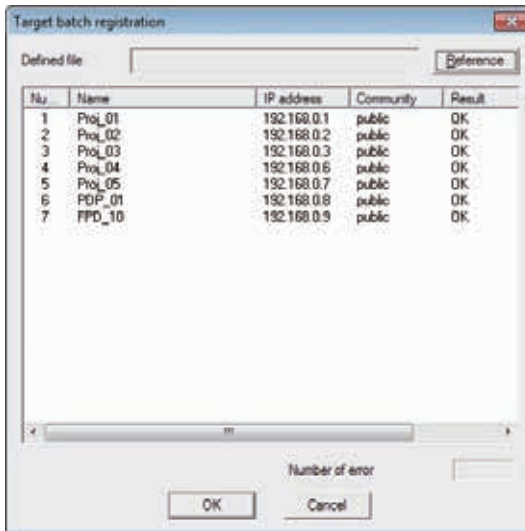 Target batch registration
Defined file Reference
Nu... Name IP address Community Result
1 Proj_01 192.168.0.1 public OK
2 Proj_02 192.168.0.2 public OK
3 Proj_03 192.168.0.3 public OK
4 Proj_04 192.168.0.6 public OK
5 Proj_05 192.168.0.7 public OK
6 PDP_01 192.168.0.8 public OK
7 FPD_10 192.168.0.9 public OK
Number of error
OK Cancel